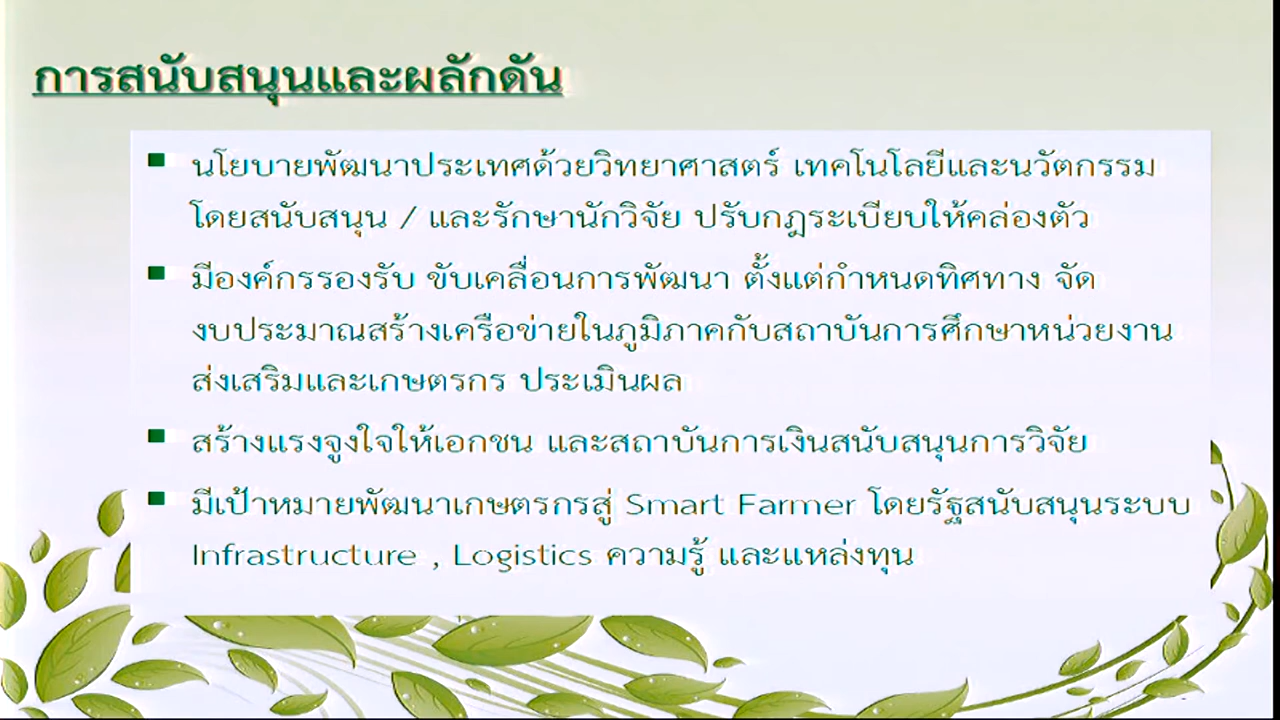 การสนับสนุนและผลักดัน
▪ นโยบายพัฒนาประเทศด้วยวิทยาศาสตร์ เทคโนโลยีและนวัตกรรม
โดยสนับสนุน / และรักษานักวิจัย ปรับกฎระเบียบให้คล่องตัว
▪ มีองค์กรรองรับ ขับเคลื่อนการพัฒนา ตั้งแต่กำหนดทิศทาง จัด
งบประมาณสร้างเครือข่ายในภูมิภาคกับสถาบันการศึกษาหน่วยงาน
ส่งเสริมและเกษตรกร ประเมินผล
▪ สร้างแรงจูงใจให้เอกชน และสถาบันการเงินสนับสนุนการวิจัย
▪ มีเป้าหมายพัฒนาเกษตรกรสู่ Smart Farmer โดยรัฐสนับสนุนระบบ
Infrastructure , Logistics ความรู้ และแหล่งทุน